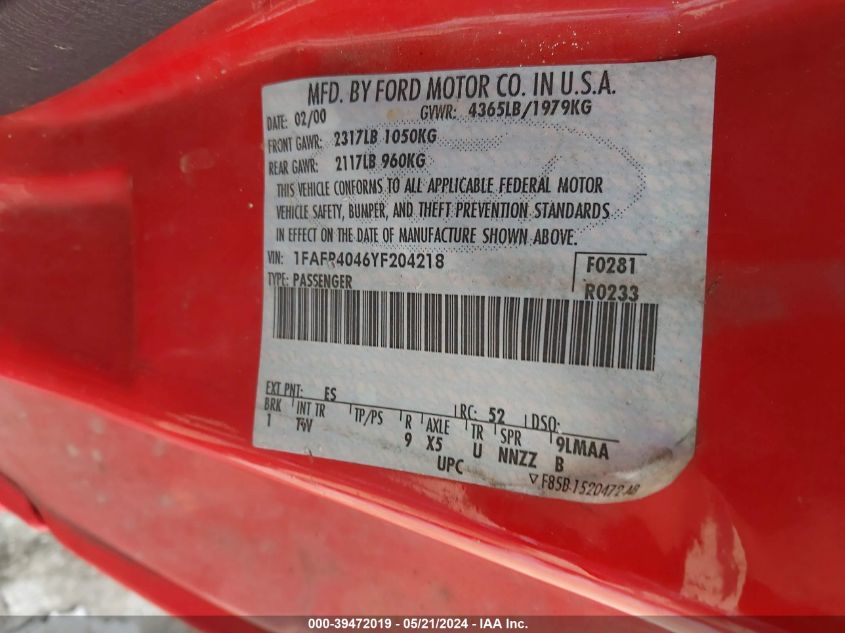 MFD. BY FORD MOTOR CO. IN U.S.A.
DATE: 02/00 GVWR: 4365LB/1979KG
FRONT GAWR: 2317LB 1050KG
REAR GAWR: 2117LB 960KG
THIS VEHICLE CONFORMS TO ALL APPLICABLE FEDERAL MOTOR
VEHICLE SAFETY, BUMPER, AND THEFT PREVENTION STANDARDS
IN EFFECT ON THE DATE OF MANUFACTURE SHOWN ABOVE.
VIN: 1FAFP4046YF204218 F0281
TYPE: PASSENGER R0233
EXT PNT: ES RC: 52 DSO:
BRK INT TR TP/PS R AXLE TR SPR 9LMAA
1 9 X5 U NNZZ B
UPC
000-39472019 - 05/21/2024 - IAA Inc.